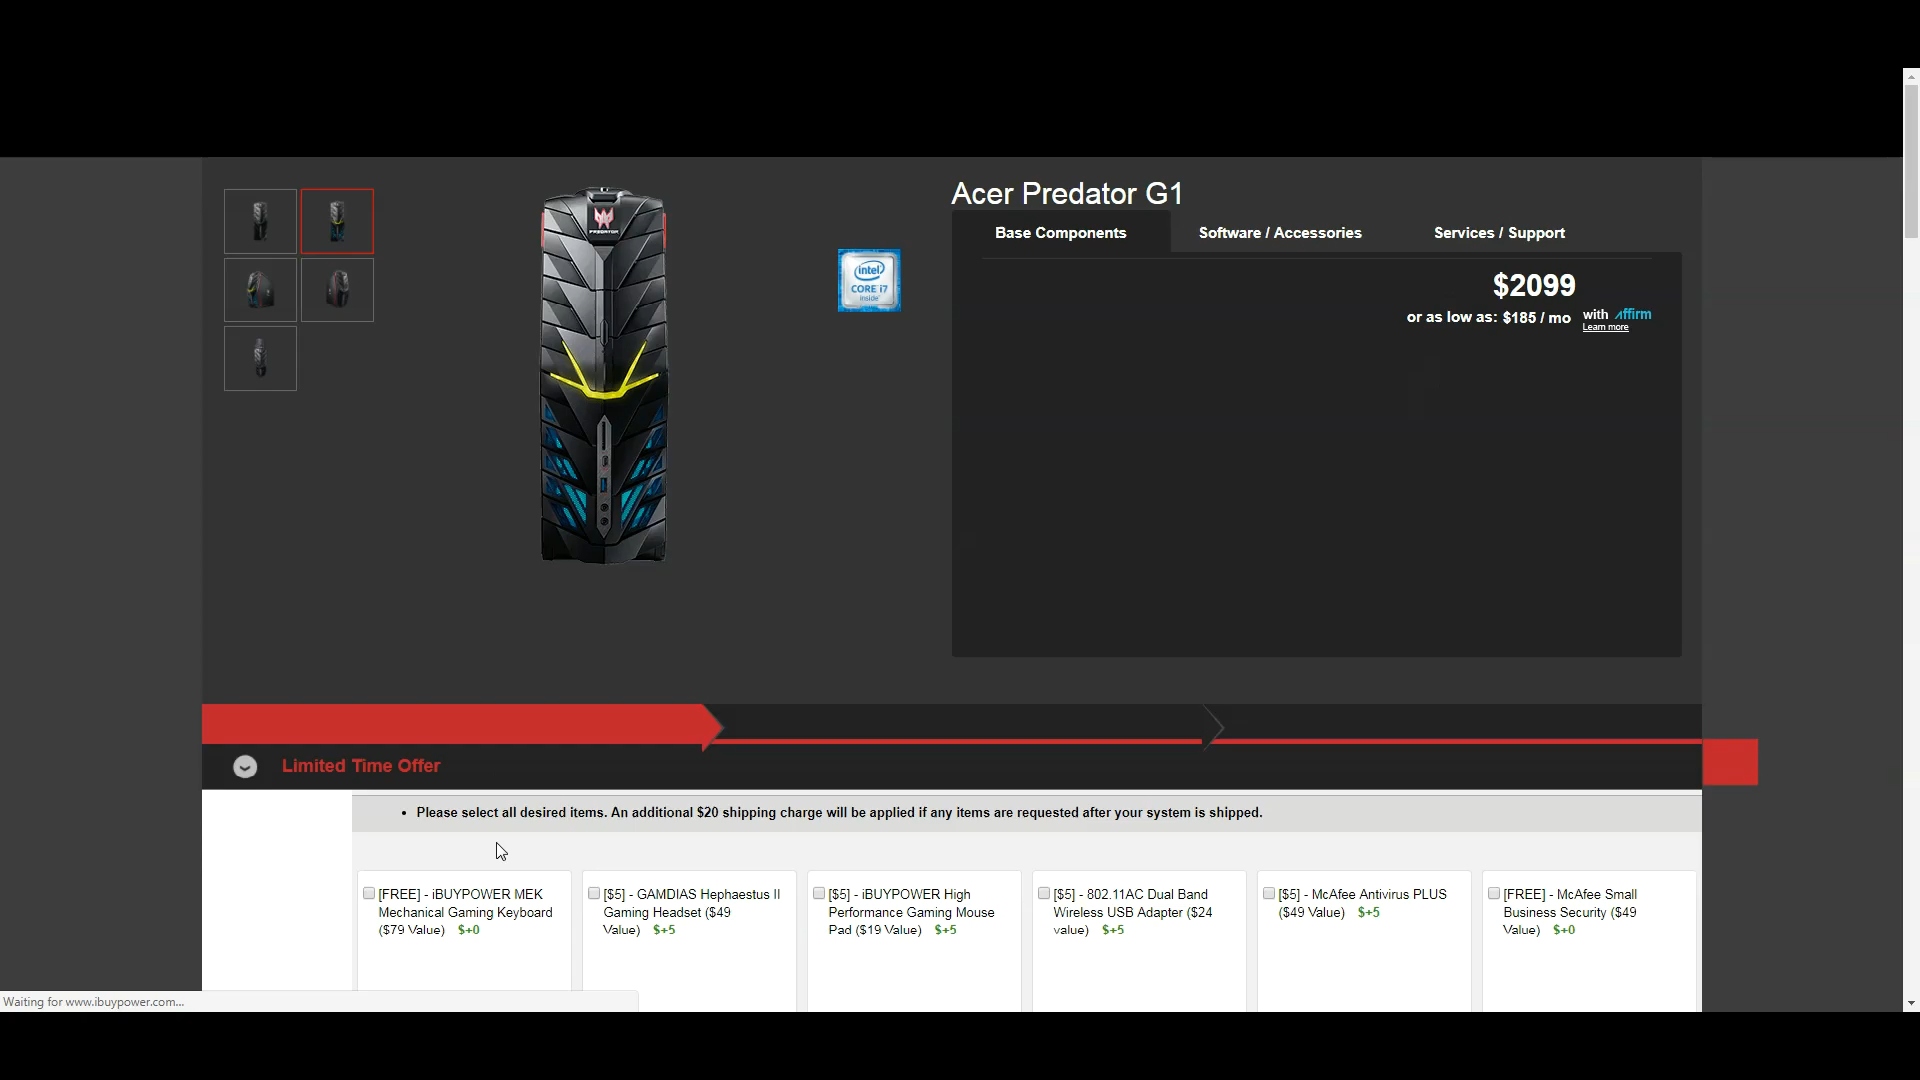 Acer Predator G1
Base Components
Software / Accessories
Services / Support
PREDATOR
intel
CORE i7
inside
$2099
or as low as: $185 / mo with affirm
Learn more
Limited Time Offer
• Please select all desired items. An additional $20 shipping charge will be applied if any items are requested after your system is shipped.
[FREE] - iBUYPOWER MEK
Mechanical Gaming Keyboard
($79 Value) $+0
[$5] - GAMDIAS Hephaestus II
Gaming Headset ($49
Value) $+5
[$5] - iBUYPOWER High
Performance Gaming Mouse
Pad ($19 Value) $+5
[$5] - 802.11AC Dual Band
Wireless USB Adapter ($24
value) $+5
[$5] - McAfee Antivirus PLUS
($49 Value) $+5
[FREE] - McAfee Small
Business Security ($49
Value) $+0
Waiting for www.ibuypower.com...